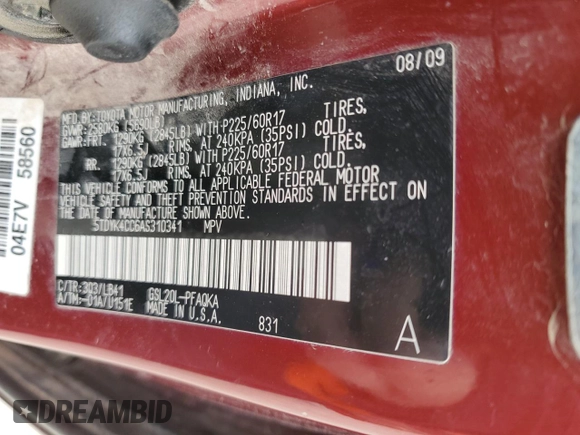 08/09
MFD. BY: TOYOTA MOTOR MANUFACTURING, INDIANA, INC.
GVWR: 2580KG (5690LB)
GAWR: FRT. 1290KG (2845LB) WITH P225/60R17 TIRES,
17X6.5J RIMS, AT 240KPA (35PSI) COLD.
RR. 1290KG (2845LB) WITH P225/60R17 TIRES,
17X6.5J RIMS, AT 240KPA (35PSI) COLD.
THIS VEHICLE CONFORMS TO ALL APPLICABLE FEDERAL MOTOR
VEHICLE SAFETY AND THEFT PREVENTION STANDARDS IN EFFECT
ON THE DATE OF MANUFACTURE SHOWN ABOVE.
5TDYK4CC6AS310341 MPV
C/TR: 3Q3/LB41 GSL20L-PFAQKA
A/TM: -01A/U151E MADE IN U.S.A.
831
A
04E7V 58560
DREAMBID